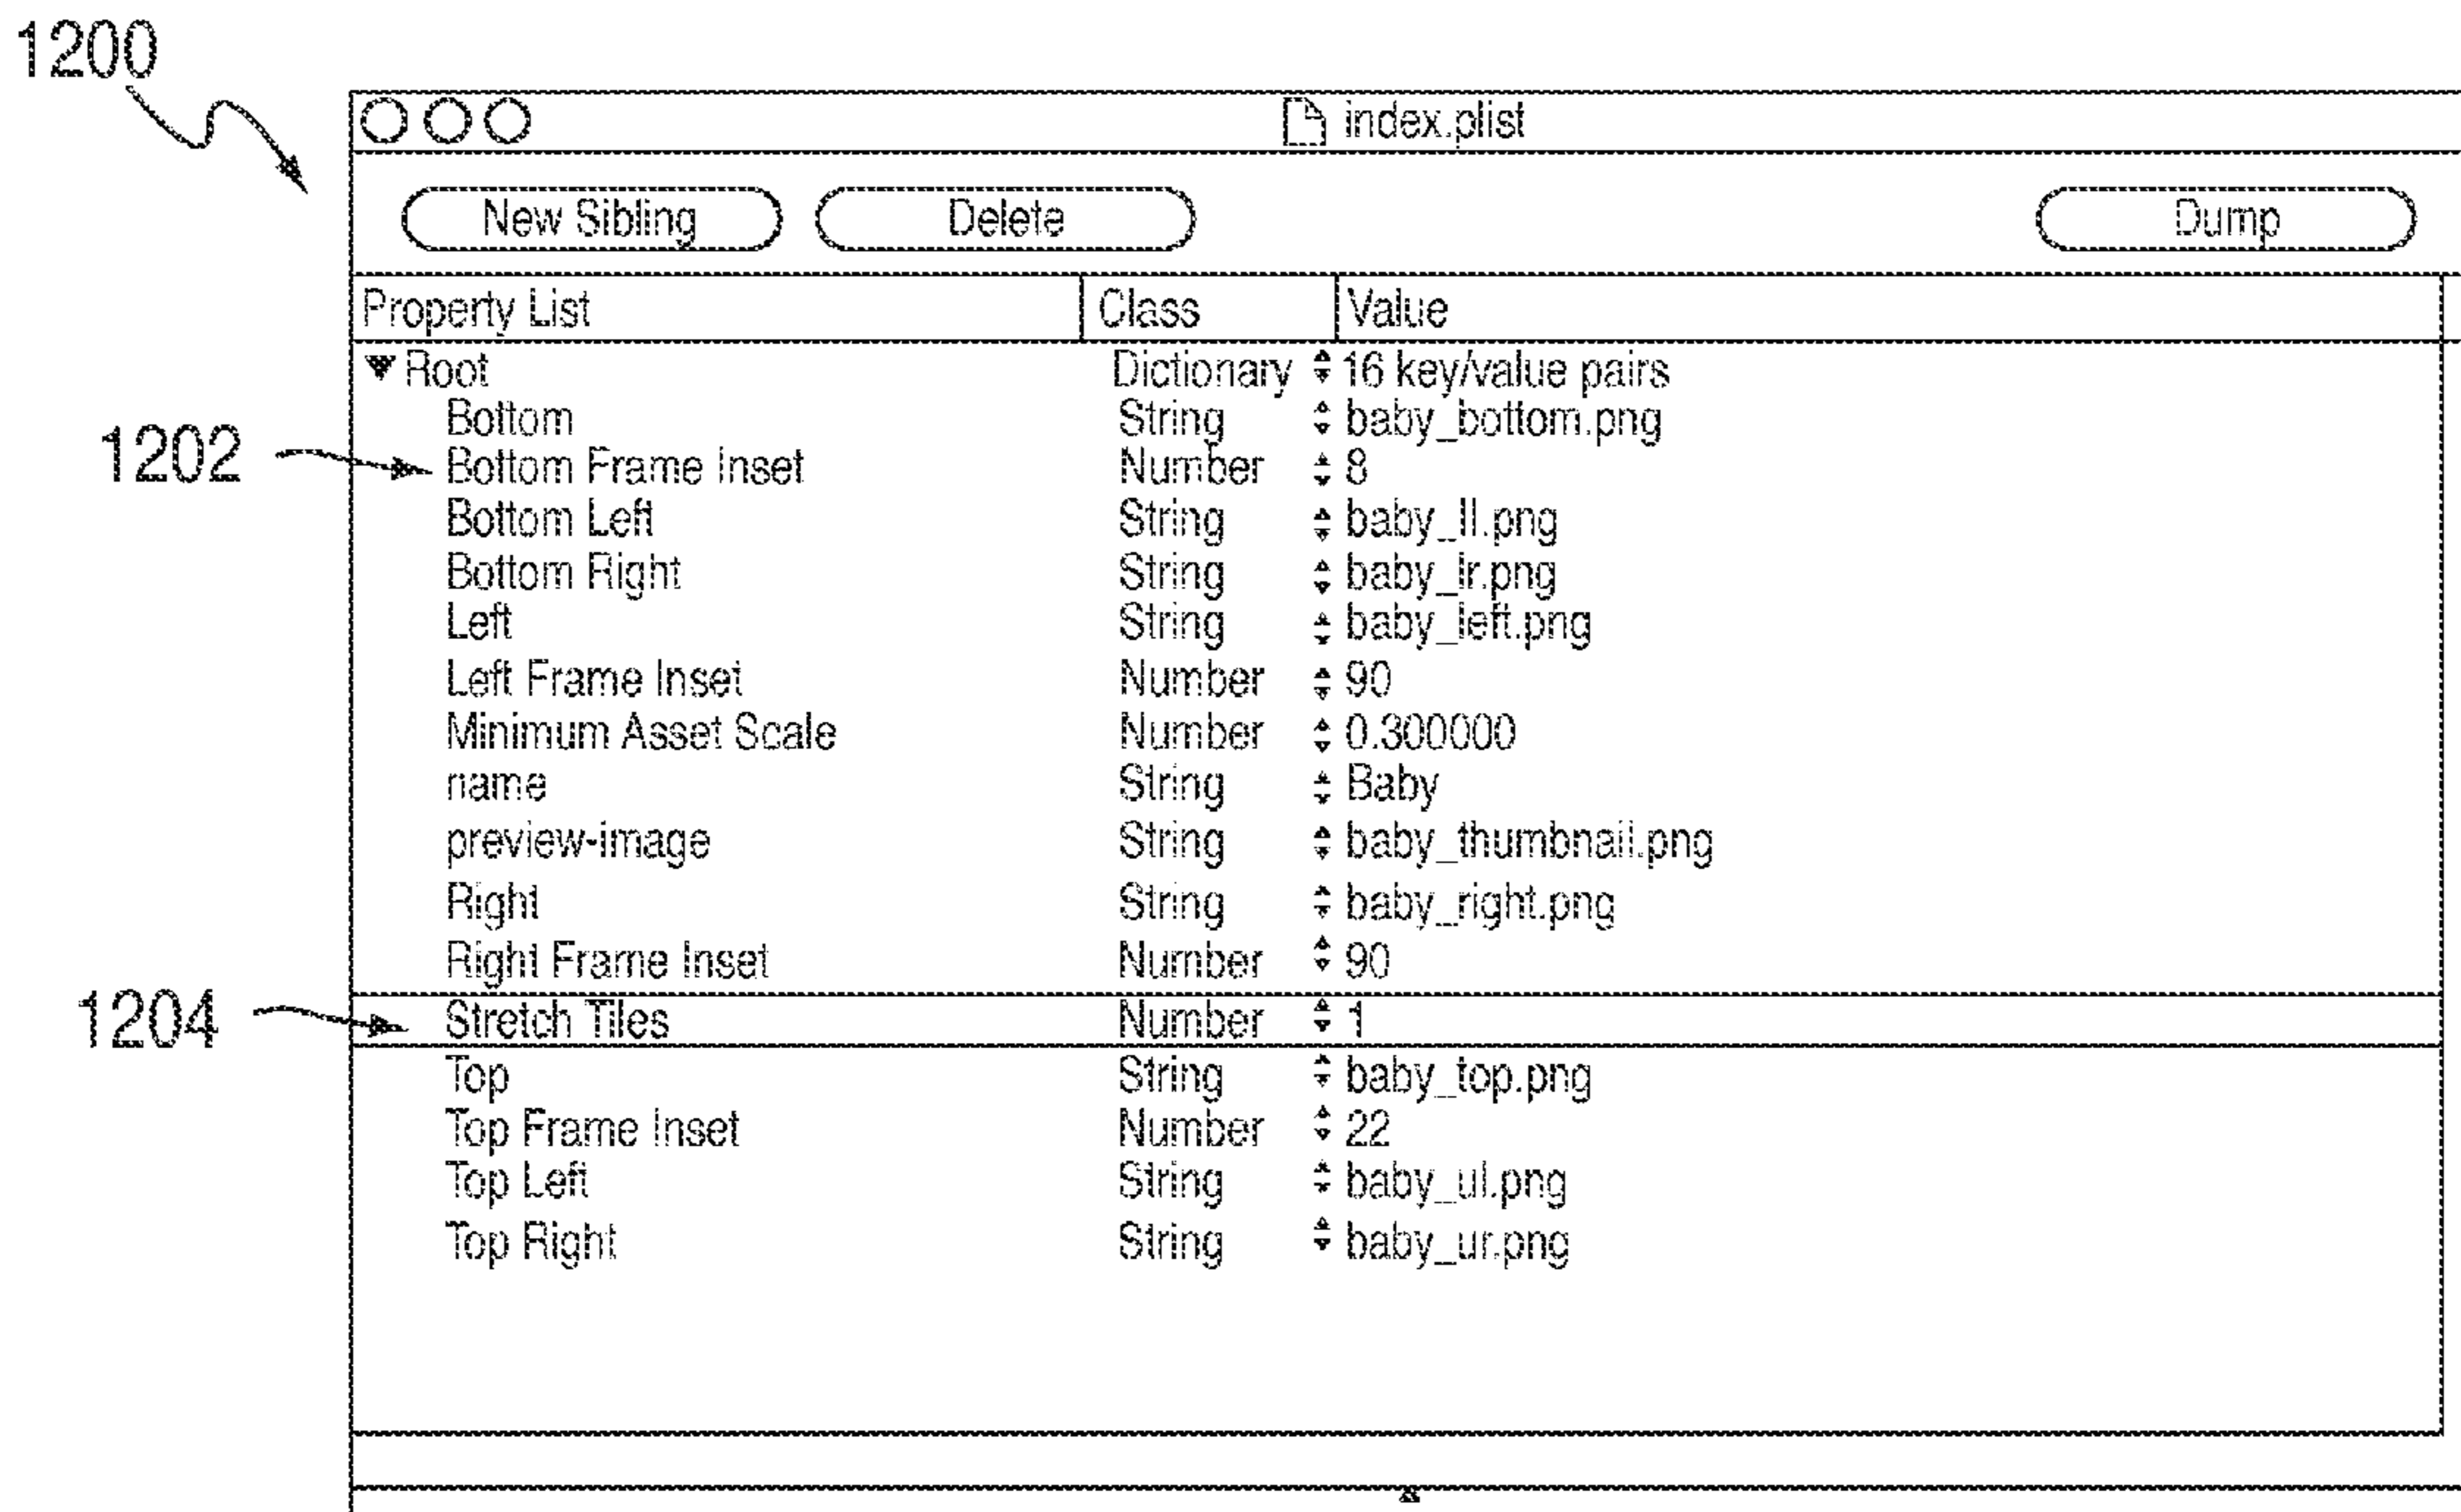 1200
index.plist
New Sibling Delete Dump
Property List Class Value
Root Dictionary 16 key/value pairs
Bottom String baby_bottom.png
1202 Bottom Frame Inset Number 8
Bottom Left String baby_ll.png
Bottom Right String baby_lr.png
Left String baby_left.png
Left Frame Inset Number 90
Minimum Asset Scale Number 0.300000
name String Baby
preview-image String baby_thumbnail.png
Right String baby_right.png
Right Frame Inset Number 90
1204 Stretch Tiles Number 1
Top String baby_top.png
Top Frame Inset Number 22
Top Left String baby_ul.png
Top Right String baby_ur.png